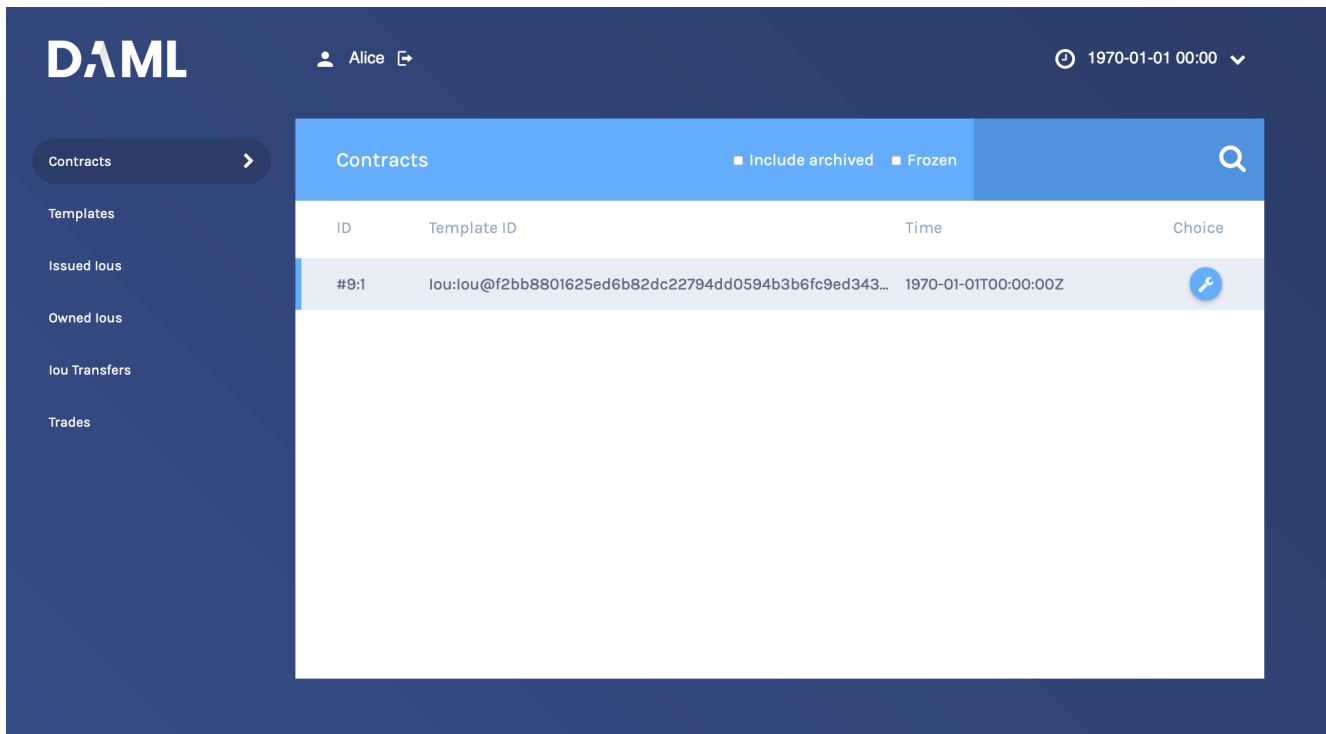 DAML
Alice
1970-01-01 00:00
Contracts
Templates
Issued Ious
Owned Ious
Iou Transfers
Trades
Contracts
Include archived
Frozen
ID Template ID Time Choice
#9:1 Iou:Iou@f2bb8801625ed6b82dc22794dd0594b3b6fc9ed343... 1970-01-01T00:00:00Z